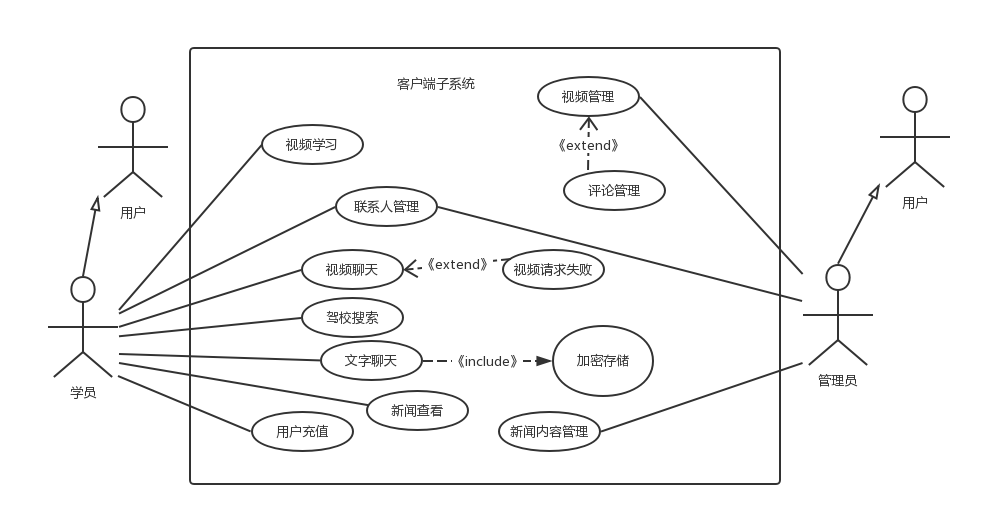 客户端子系统
视频管理
《extend》
视频学习
评论管理
用户
用户
联系人管理
视频聊天
《extend》
视频请求失败
驾校搜索
文字聊天
《include》
加密存储
学员
管理员
新闻查看
用户充值
新闻内容管理